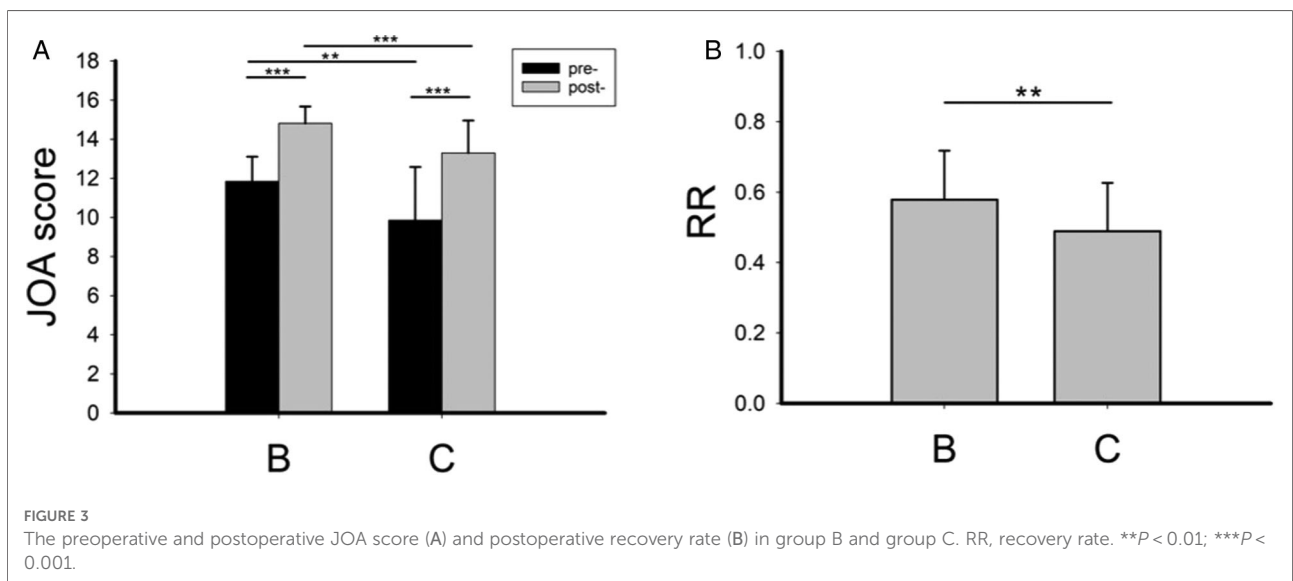 A
***
**
***
***
pre-
post-
18
16
14
12
10
8
6
4
2
0
JOA score
B C
B
**
1.0
0.8
0.6
0.4
0.2
0.0
RR
B C
FIGURE 3
The preoperative and postoperative JOA score (A) and postoperative recovery rate (B) in group B and group C. RR, recovery rate. **P < 0.01; ***P <
0.001.